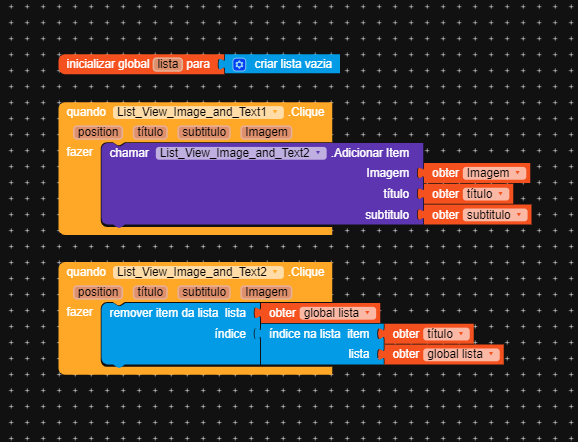 inicializar global lista para criar lista vazia
quando List_View_Image_and_Text1 .Clique
position título subtitulo Imagem
fazer chamar List_View_Image_and_Text2 .Adicionar Item
Imagem obter Imagem
título obter título
subtitulo obter subtitulo
quando List_View_Image_and_Text2 .Clique
position título subtitulo Imagem
fazer remover item da lista lista obter global lista
índice índice na lista item obter título
lista obter global lista